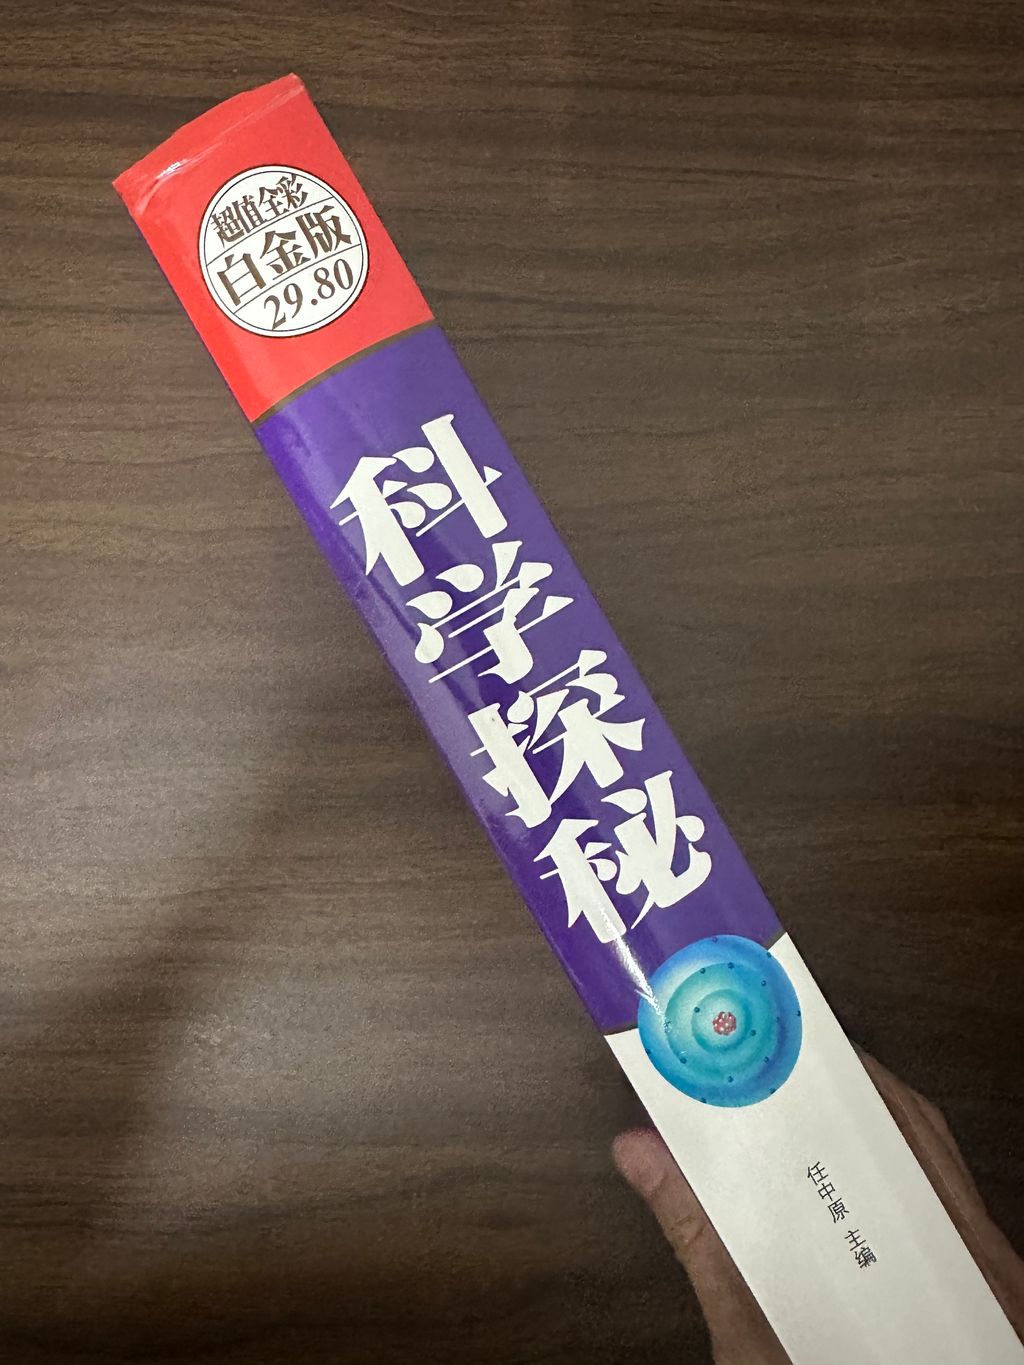 超值全彩
白金版
29.80
科学探秘
任中原 主编